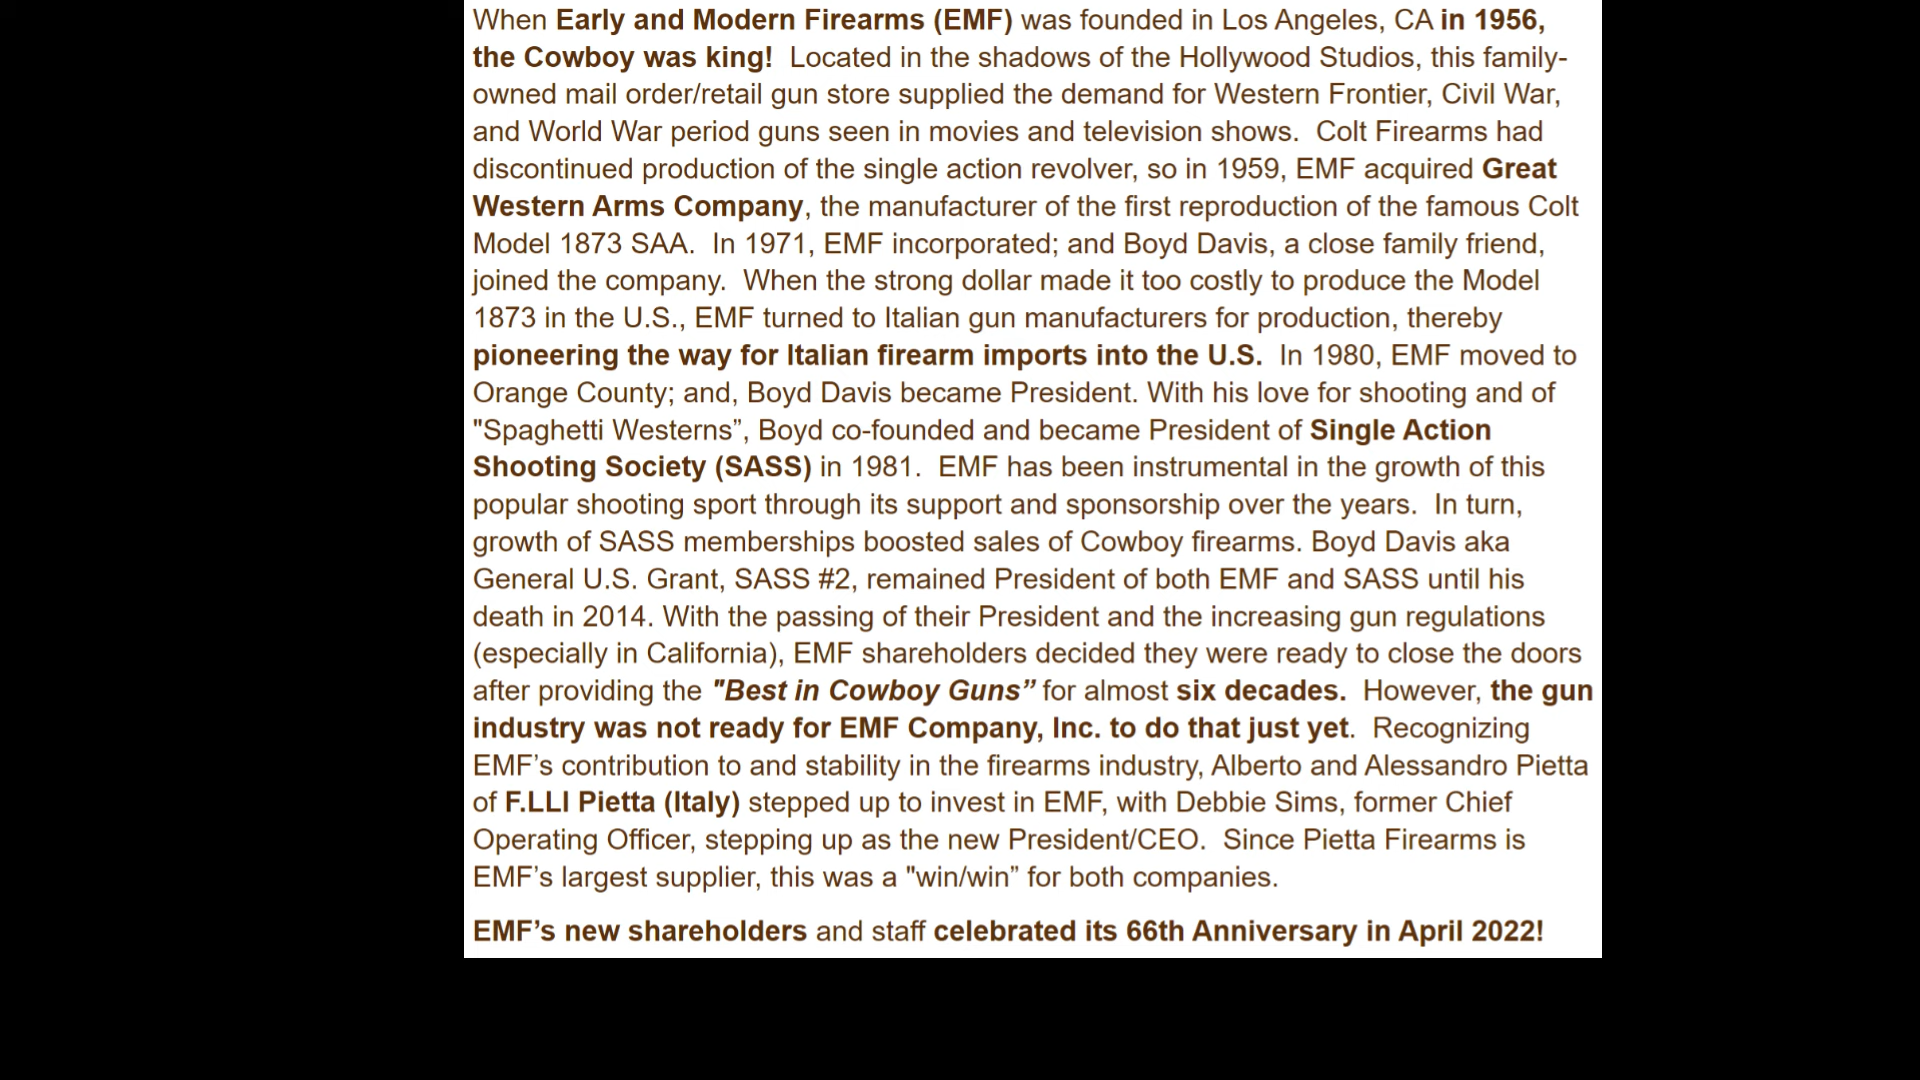 When Early and Modern Firearms (EMF) was founded in Los Angeles, CA in 1956,
the Cowboy was king!  Located in the shadows of the Hollywood Studios, this family-
owned mail order/retail gun store supplied the demand for Western Frontier, Civil War,
and World War period guns seen in movies and television shows.  Colt Firearms had
discontinued production of the single action revolver, so in 1959, EMF acquired Great
Western Arms Company, the manufacturer of the first reproduction of the famous Colt
Model 1873 SAA.  In 1971, EMF incorporated; and Boyd Davis, a close family friend,
joined the company.  When the strong dollar made it too costly to produce the Model
1873 in the U.S., EMF turned to Italian gun manufacturers for production, thereby
pioneering the way for Italian firearm imports into the U.S.  In 1980, EMF moved to
Orange County; and, Boyd Davis became President. With his love for shooting and of
"Spaghetti Westerns”, Boyd co-founded and became President of Single Action
Shooting Society (SASS) in 1981.  EMF has been instrumental in the growth of this
popular shooting sport through its support and sponsorship over the years.  In turn,
growth of SASS memberships boosted sales of Cowboy firearms. Boyd Davis aka
General U.S. Grant, SASS #2, remained President of both EMF and SASS until his
death in 2014. With the passing of their President and the increasing gun regulations
(especially in California), EMF shareholders decided they were ready to close the doors
after providing the "Best in Cowboy Guns” for almost six decades.  However, the gun
industry was not ready for EMF Company, Inc. to do that just yet.  Recognizing
EMF’s contribution to and stability in the firearms industry, Alberto and Alessandro Pietta
of F.LLI Pietta (Italy) stepped up to invest in EMF, with Debbie Sims, former Chief
Operating Officer, stepping up as the new President/CEO.  Since Pietta Firearms is
EMF’s largest supplier, this was a "win/win” for both companies.
EMF’s new shareholders and staff celebrated its 66th Anniversary in April 2022!